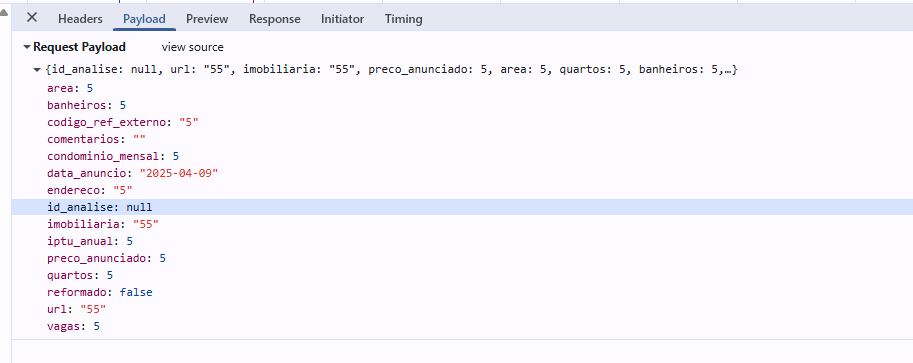 Headers Payload Preview Response Initiator Timing
Request Payload view source
{id_analise: null, url: "55", imobiliaria: "55", preco_anunciado: 5, area: 5, quartos: 5, banheiros: 5,…}
area: 5
banheiros: 5
codigo_ref_externo: "5"
comentarios: ""
condominio_mensal: 5
data_anuncio: "2025-04-09"
endereco: "5"
id_analise: null
imobiliaria: "55"
iptu_anual: 5
preco_anunciado: 5
quartos: 5
reformado: false
url: "55"
vagas: 5